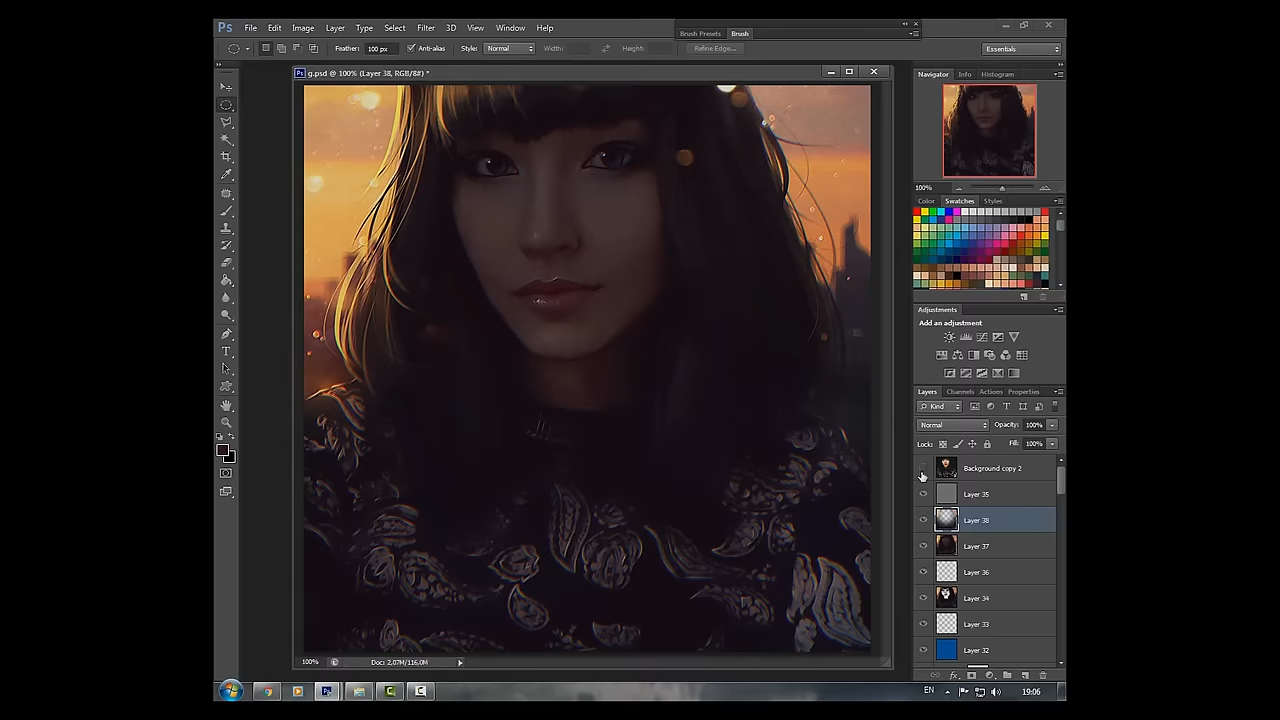 Ps File Edit Image Layer Type Select Filter 3D View Window Help
Brush Presets Brush
Feather: 100 px Anti-alias Style: Normal Width: Height: Refine Edge... Essentials
Ps g.psd @ 100% (Layer 38, RGB/8#) *
Navigator Info Histogram
100%
Color Swatches Styles
Adjustments
Add an adjustment
Layers Channels Actions Properties
Kind
Normal Opacity: 100%
Lock: Fill: 100%
Background copy 2
Layer 35
Layer 38
Layer 37
Layer 36
Layer 34
Layer 33
Layer 32
100% Doc: 2,07M/116,0M
EN 19:06